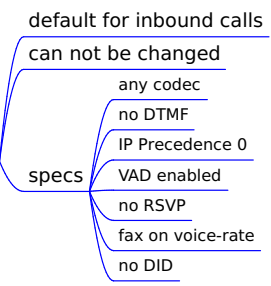 default for inbound calls
can not be changed
specs
any codec
no DTMF
IP Precedence 0
VAD enabled
no RSVP
fax on voice-rate
no DID